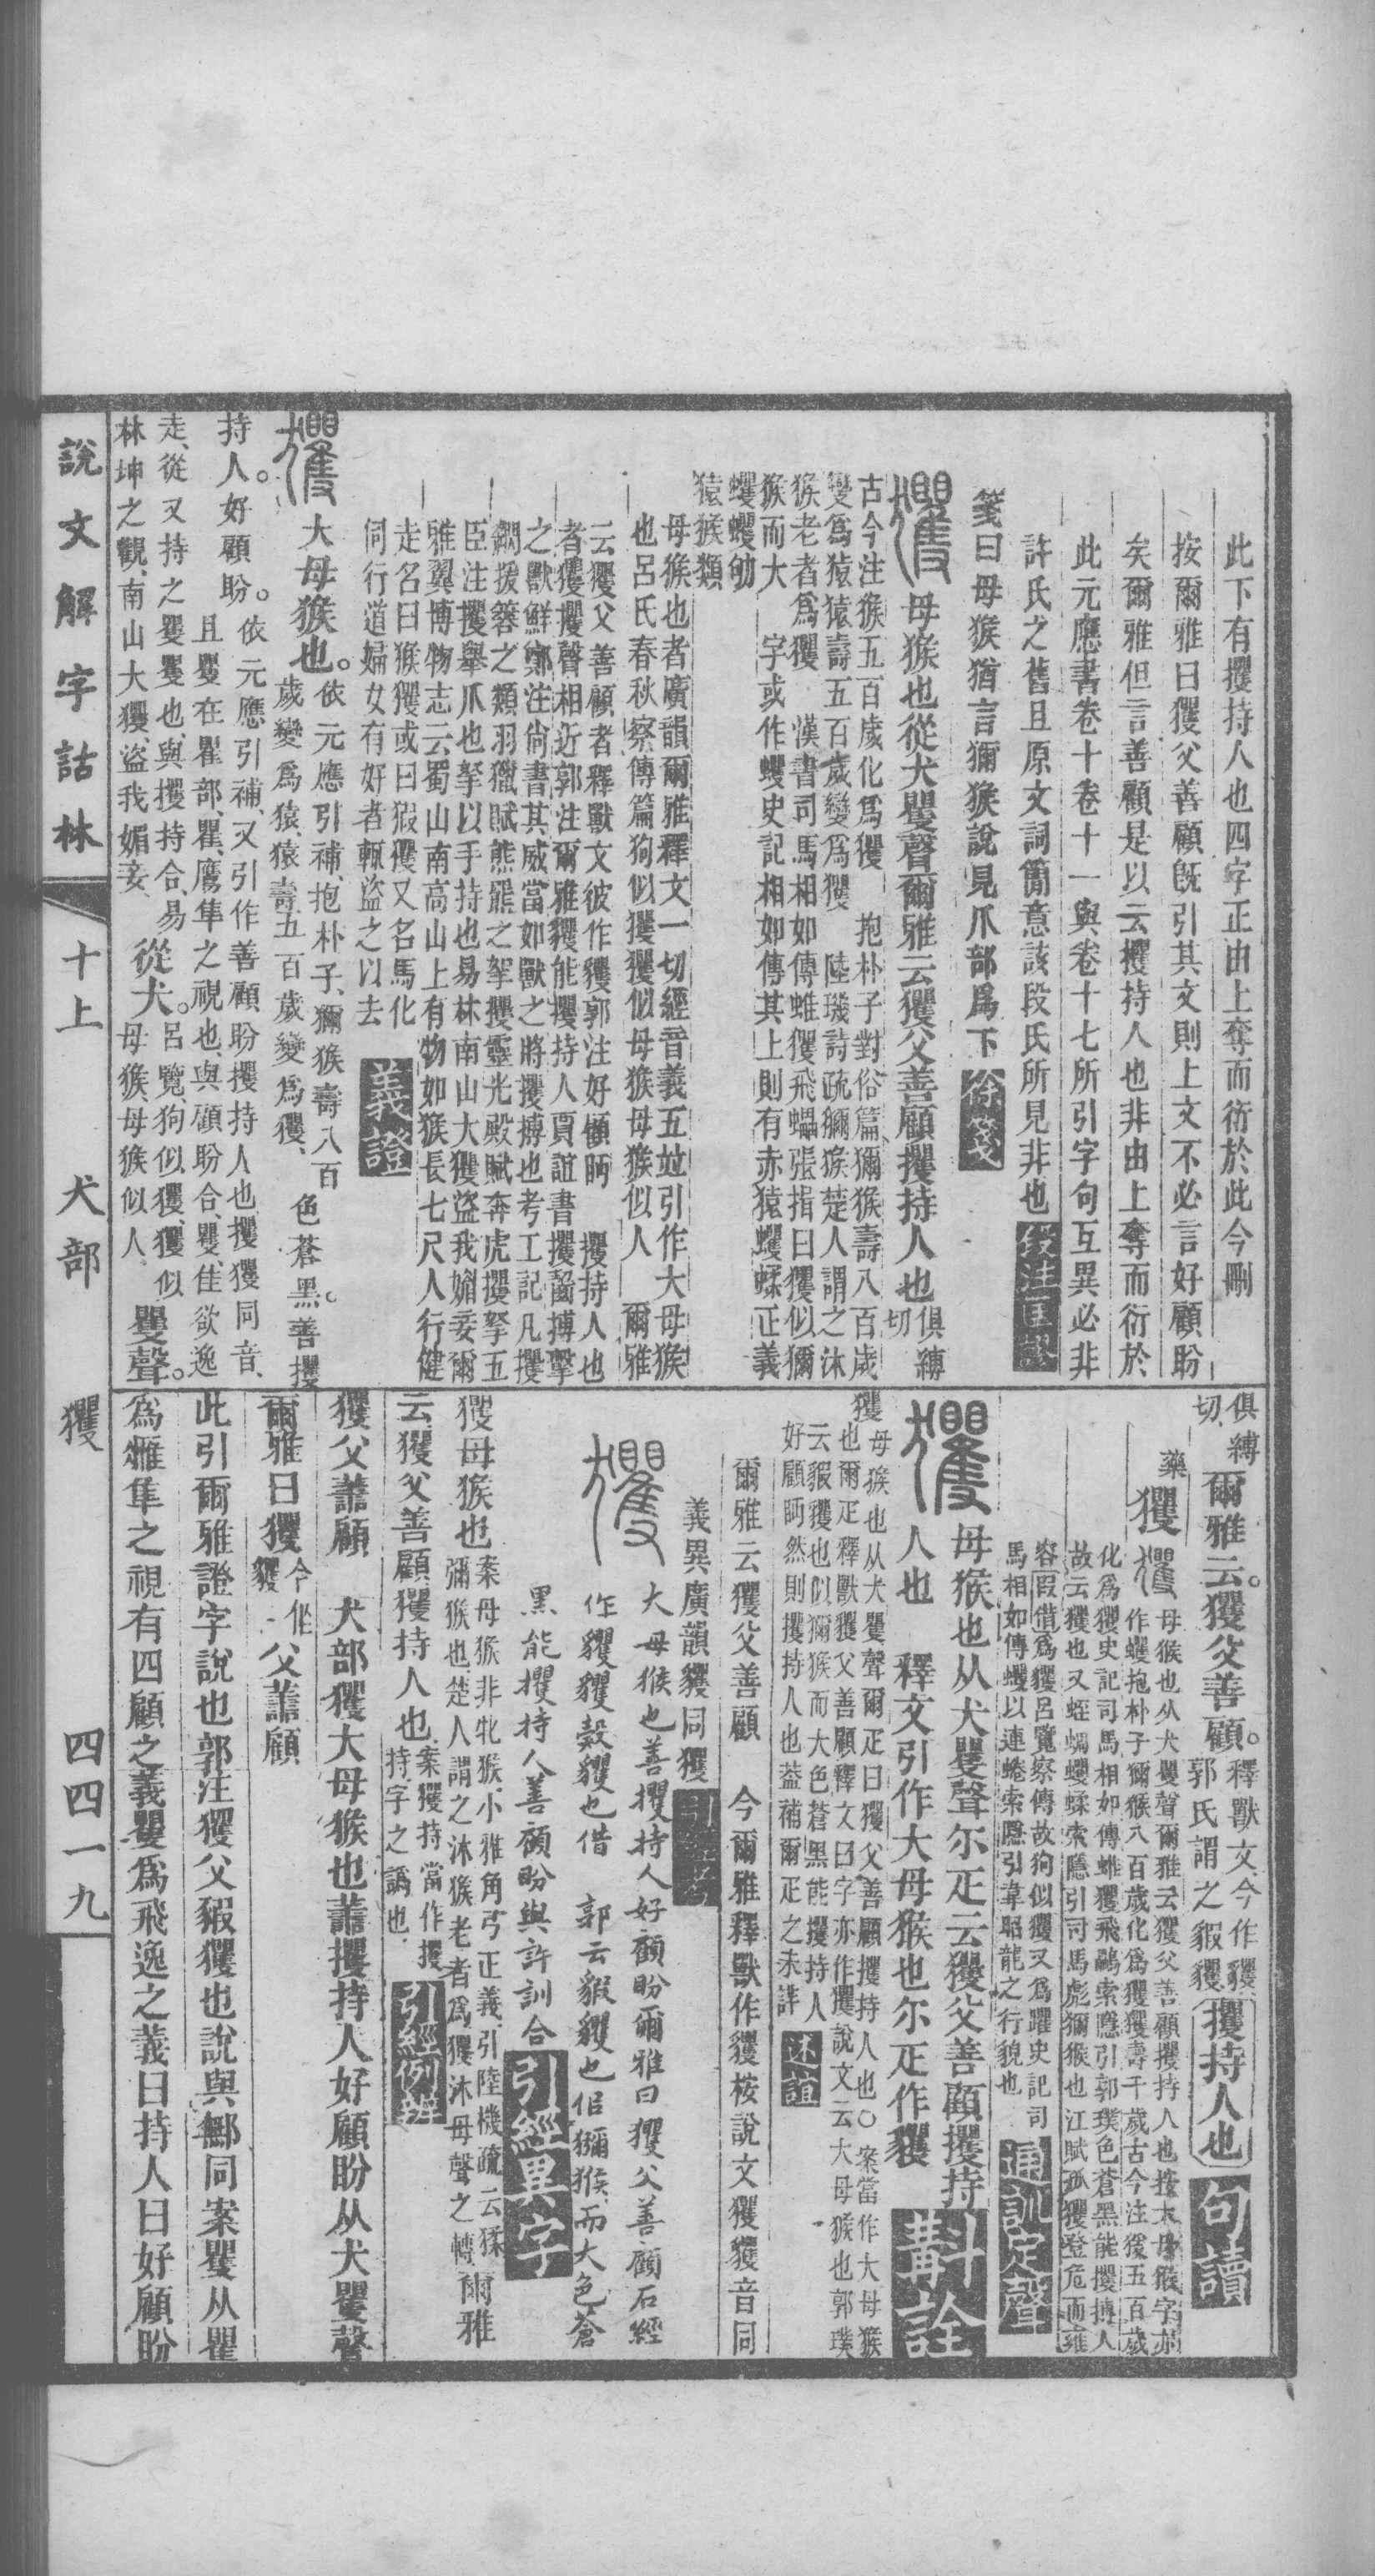 此下有攫持人也四字正由上奪而衍於此今刪
按爾雅曰玃父善顧旣引其文則上文不必言好顧盼
矣爾雅但言善顧是以云攫持人也非由上奪而衍於
此元應書卷十卷十一與卷十七所引字句互異必非
許氏之舊且原文詞簡意該段氏所見非也段注匡謬
箋曰母猴猶言獼猴說見爪部爲下徐箋
玃母猴也從犬矍聲爾雅云玃父善顧攫持人也俱縛切
古今注猴五百歲化爲玃　抱朴子對俗篇獼猴壽八百歲
變爲猿壽五百歲變爲玃　陸璣詩疏獼猴楚人謂之沐
猴老者爲玃　漢書司馬相如傳蜼玃飛蠝張揖曰玃似獼
猴而大　字或作蠼史記相如傳其上則有赤猿蠼蝚正義
蠼蠼
猿猴類
母猴也者廣韻爾雅釋文一切經音義五竝引作大母猴
也呂氏春秋察傳篇狗似玃玃似母猴母猴似人　爾雅
云玃父善顧者釋獸文彼作貜郭注好顧眄　攫持人也
者玃攫聲相近郭注爾雅貜能攫持人賈誼書攫齧搏擊
之獸鮮鄭注尙書其威當如獸之將攫搏也考工記凡攫
閷援簭之類羽獵賦熊羆之挐攫靈光殿賦奔虎攫挐五
臣注攫舉爪也挐以手持也易林南山大玃盜我媚妾爾
雅翼博物志云蜀山南高山上有物如猴長七尺人行健
走名曰猴玃或曰猳玃又名馬化
同行道婦女有好者輒盜之以去　義證
玃大母猴也。依元應引補、抱朴子、獼猴壽八百
歲變爲猿、猿壽五百歲變爲玃、色蒼黑善攫
持人。好顧盼。依元應引補、又引作善顧盼攫持人也攫玃同音、
且矍在瞿部、瞿、鷹隼之視也、與顧盼合、矍、隹欲逸
走、從又持之矍矍也、與攫持合、易
林坤之觀、南山大玃盜我媚妾、從犬。呂覽、狗似玃、玃似
母猴、母猴似人、矍聲。
俱縛切、爾雅云。玃父善顧。釋獸文、今作貜、
郭氏謂之貑貜、攫持人也句讀
藥　玃　母猴也从犬矍聲爾雅云玃父善顧攫持人也按大母猴字亦
作蠼抱朴子獼猴八百歲化爲玃玃壽千歲古今注猨五百歲
化爲玃史記司馬相如傳蜼玃飛鸓索隱引郭璞色蒼黑能攫搏人
故云玃也又蛭蜩蠼蝚索隱引司馬彪獼猴也江賦孤玃登危而雍
容假借爲玃呂覽察傳故狗似玃又爲躍史記司
馬相如傳蠼以連蜷索隱引韋昭龍之行貌也　通訓定聲
玃母猴也从犬矍聲尔疋云玃父善顧攫持
人也　釋文引作大母猴也尔疋作貜　斠詮
玃母猴也从犬矍聲爾疋曰玃父善顧攫持人也〇案當作大母猴
也爾疋釋獸玃父善顧釋文曰字亦作玃說文云大母猴也郭璞
云貑玃也似獼猴而大色蒼黑能攫持人
好顧眄然則攫持人也葢補爾疋之未詳　述誼
爾雅云玃父善顧　今爾雅釋獸作貜桉說文玃貜音同
義異廣韻貜同玃引經考
玃大母猴也善攫持人好顧盼爾雅曰玃父善顧石經
作貜貜㺉貜也借　郭云貑貜也佀獼猴而大色蒼
黑能攫持人善顧盼與許訓合引經異字
玃母猴也案母猴非牝猴、小雅角弓正義引陸機疏云猱
獼猴也、楚人謂之沐猴老者爲玃沐母聲之轉爾雅
云玃父善顧玃持人也案玃持當作攫
持、字之譌也引經例辨
玃父譱顧　犬部玃大母猴也譱攫持人好顧盼从犬矍聲
爾雅曰玃今作貜父譱顧
此引爾雅證字說也郭注玃父貑玃也說與鄦同案矍从瞿
爲雁隼之視有四顧之義矍爲飛逸之義曰持人曰好顧盼
說文解字詁林　十上　犬部　玃　四四一九